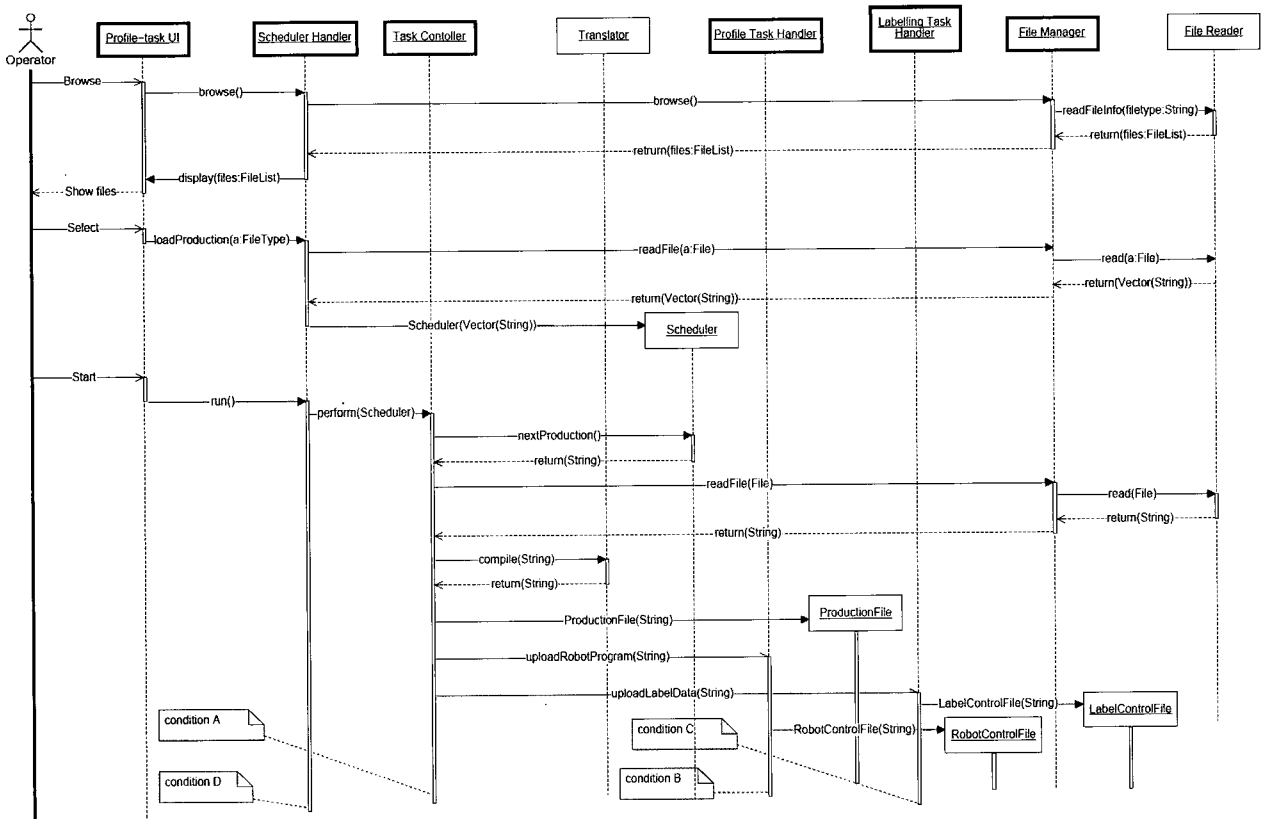 Operator
Profile-task UI
Scheduler Handler
Task Contoller
Translator
Profile Task Handler
Labelling Task
Handler
File Manager
File Reader
Browse
browse()
browse()
readFileInfo(filetype:String)
return(files:FileList)
retrurn(files:FileList)
display(files:FileList)
Show files
Select
loadProduction(a:FileType)
readFile(a:File)
read(a:File)
return(Vector(String))
return(Vector(String))
Scheduler(Vector(String))
Scheduler
Start
run()
perform(Scheduler)
nextProduction()
return(String)
readFile(File)
read(File)
return(String)
return(String)
compile(String)
return(String)
ProductionFile(String)
ProductionFile
uploadRobotProgram(String)
uploadLabelData(String)
LabelControlFile(String)
LabelControlFile
condition A
condition C
RobotControlFile(String)
RobotControlFile
condition D
condition B